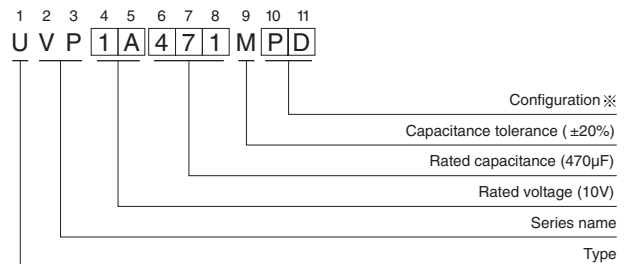 1 2 3 4 5 6 7 8 9 10 11
U V P 1 A 4 7 1 M P D
Configuration ※
Capacitance tolerance (±20%)
Rated capacitance (470µF)
Rated voltage (10V)
Series name
Type